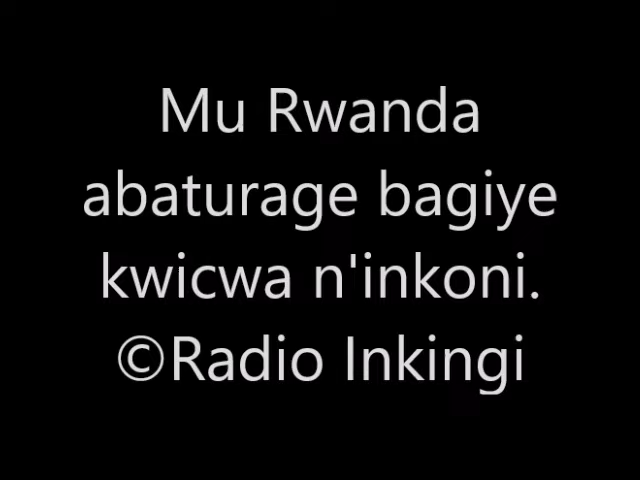 Mu Rwanda
abaturage bagiye
kwicwa n'inkoni.
©Radio Inkingi